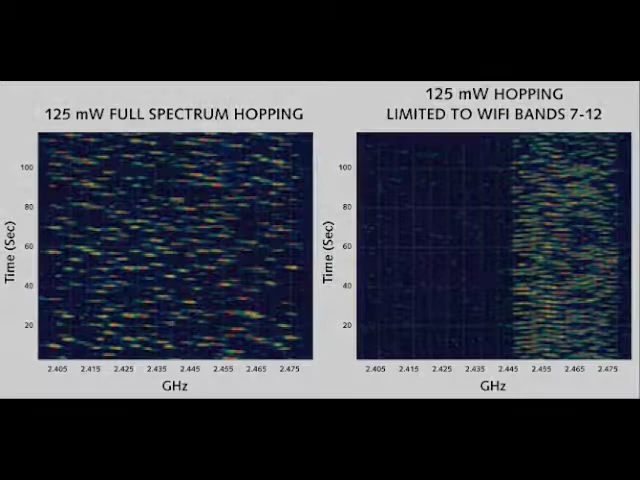 125 mW FULL SPECTRUM HOPPING
Time (Sec)
100
80
60
40
20
2.405 2.415 2.425 2.435 2.445 2.455 2.465 2.475
GHz
125 mW HOPPING
LIMITED TO WIFI BANDS 7-12
Time (Sec)
100
80
60
40
20
2.405 2.415 2.425 2.435 2.445 2.455 2.465 2.475
GHz